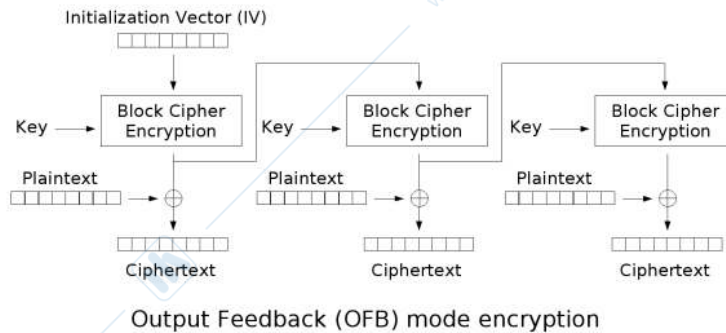 Initialization Vector (IV)
Block Cipher
Encryption
Block Cipher
Encryption
Block Cipher
Encryption
Key
Key
Key
Plaintext
Plaintext
Plaintext
Ciphertext
Ciphertext
Ciphertext
Output Feedback (OFB) mode encryption